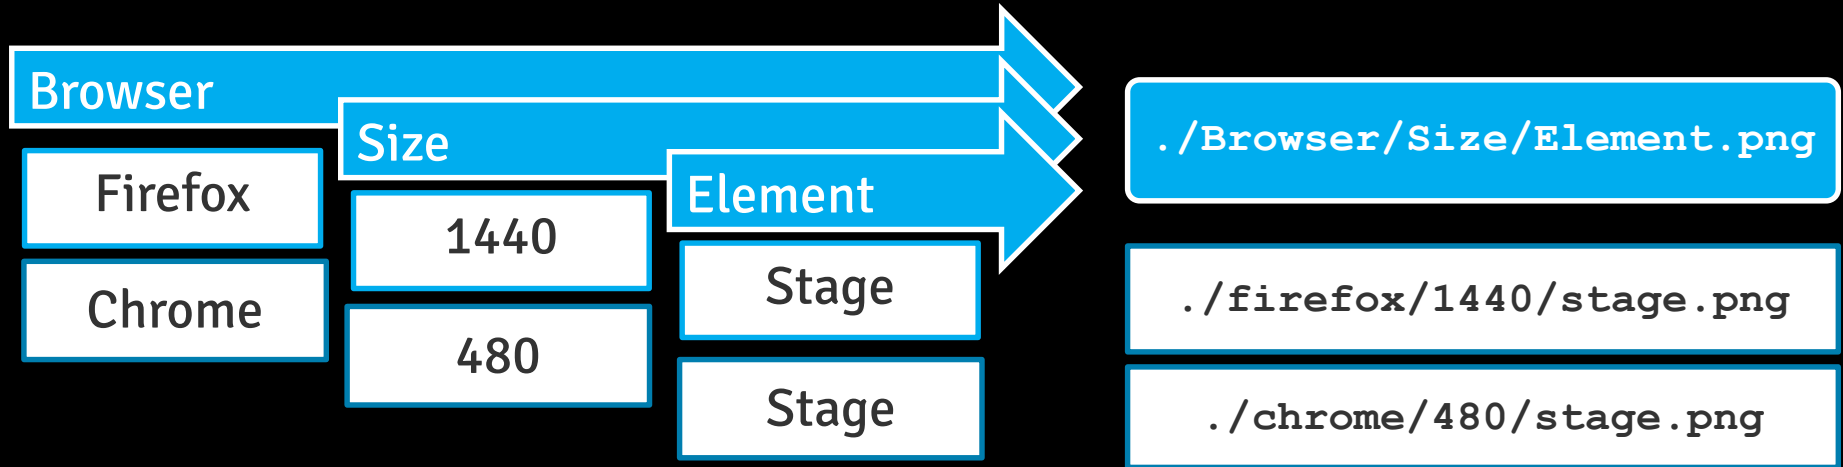 Browser
Firefox
Chrome
Size
1440
480
Element
Stage
Stage
./Browser/Size/Element.png
./firefox/1440/stage.png
./chrome/480/stage.png